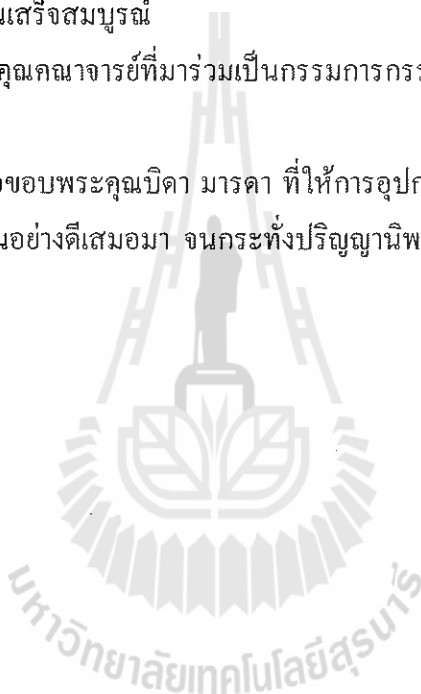 นเสร็จสมบูรณ์
คุณคณาจารย์ที่มาร่วมเป็นกรรมการกรร
ขอบพระคุณบิดา มารดา ที่ให้การอุปก
นอย่างดีเสมอมา จนกระทั่งปริญญานิพ
มหาวิทยาลัยเทคโนโลยีสุรนารี